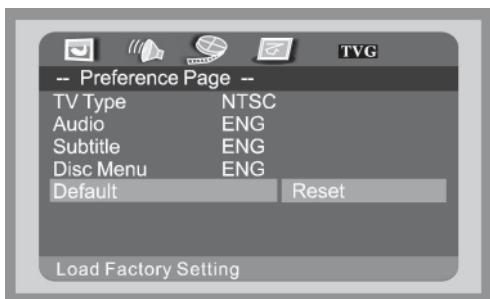 TVG
-- Preference Page --
TV Type NTSC
Audio ENG
Subtitle ENG
Disc Menu ENG
Default Reset
Load Factory Setting